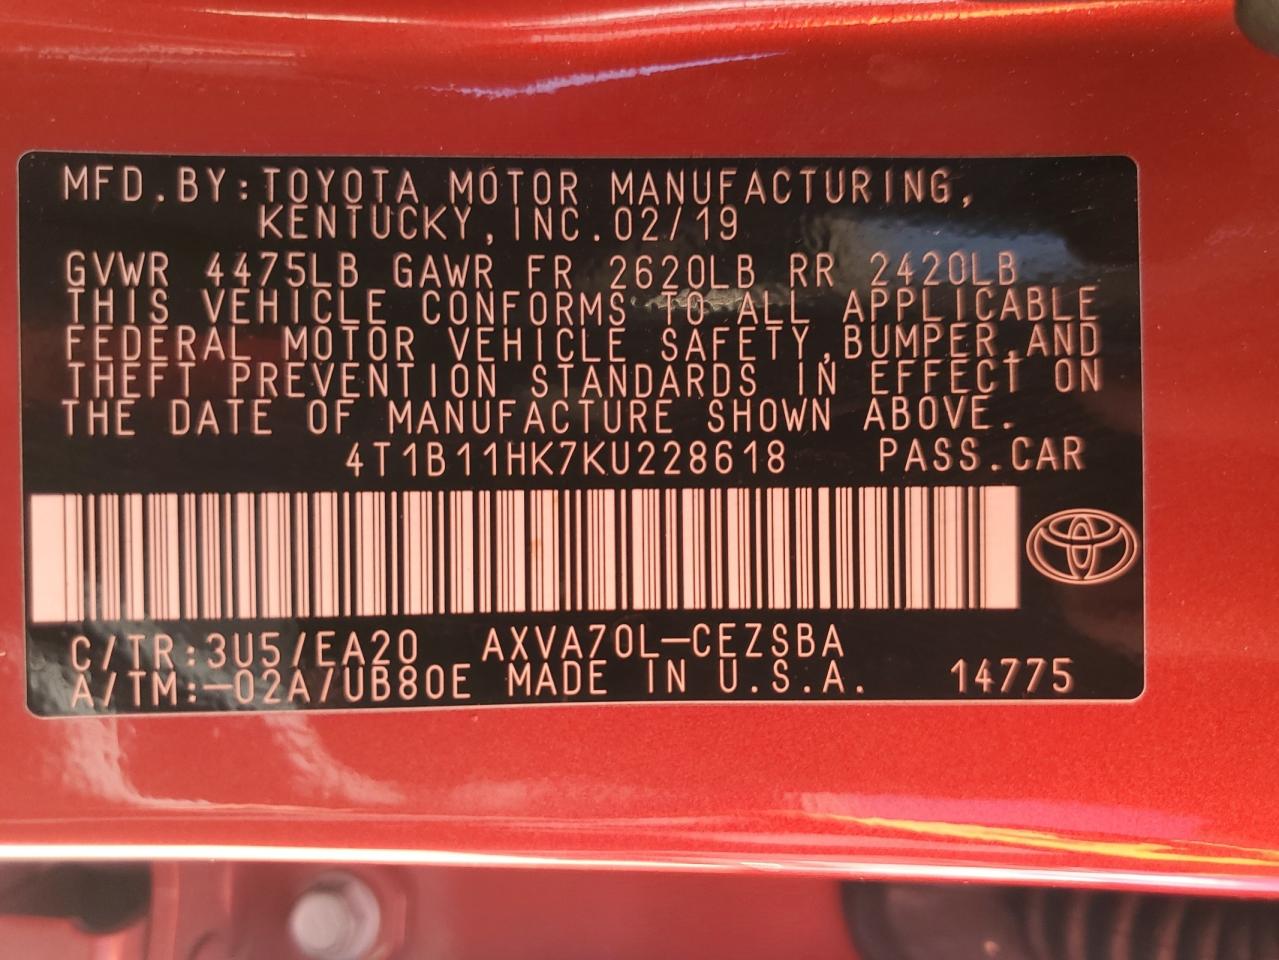 MFD.BY:TOYOTA MOTOR MANUFACTURING,
KENTUCKY,INC.02/19
GVWR 4475LB GAWR FR 2620LB RR 2420LB
THIS VEHICLE CONFORMS TO ALL APPLICABLE
FEDERAL MOTOR VEHICLE SAFETY,BUMPER,AND
THEFT PREVENTION STANDARDS IN EFFECT ON
THE DATE OF MANUFACTURE SHOWN ABOVE.
4T1B11HK7KU228618 PASS.CAR
C/TR:3U5/EA20 AXVA70L-CEZSBA
A/TM:-02A/UB80E MADE IN U.S.A. 14775